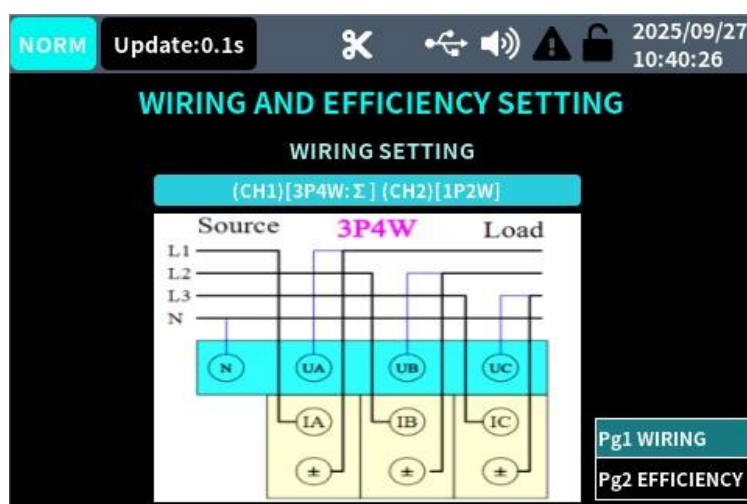 NORM
Update:0.1s
2025/09/27
10:40:26
WIRING AND EFFICIENCY SETTING
WIRING SETTING
(CH1)[3P4W:Σ] (CH2)[1P2W]
Source 3P4W Load
L1
L2
L3
N
N UA UB UC
IA IB IC
± ± ±
Pg1 WIRING
Pg2 EFFICIENCY